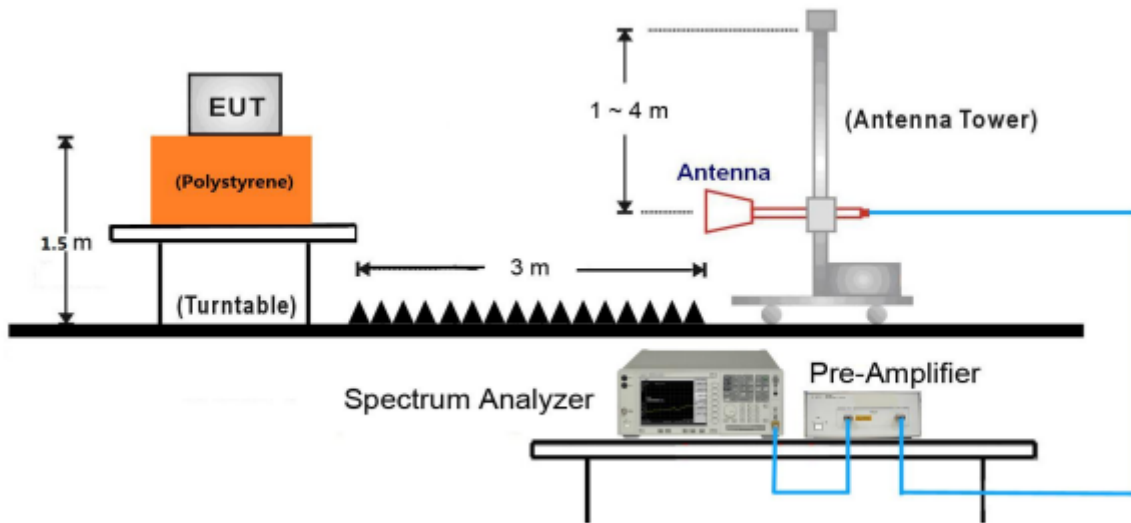 EUT
(Polystyrene)
1.5 m
(Turntable)
3 m
1 ~ 4 m
Antenna
(Antenna Tower)
Spectrum Analyzer
Pre-Amplifier